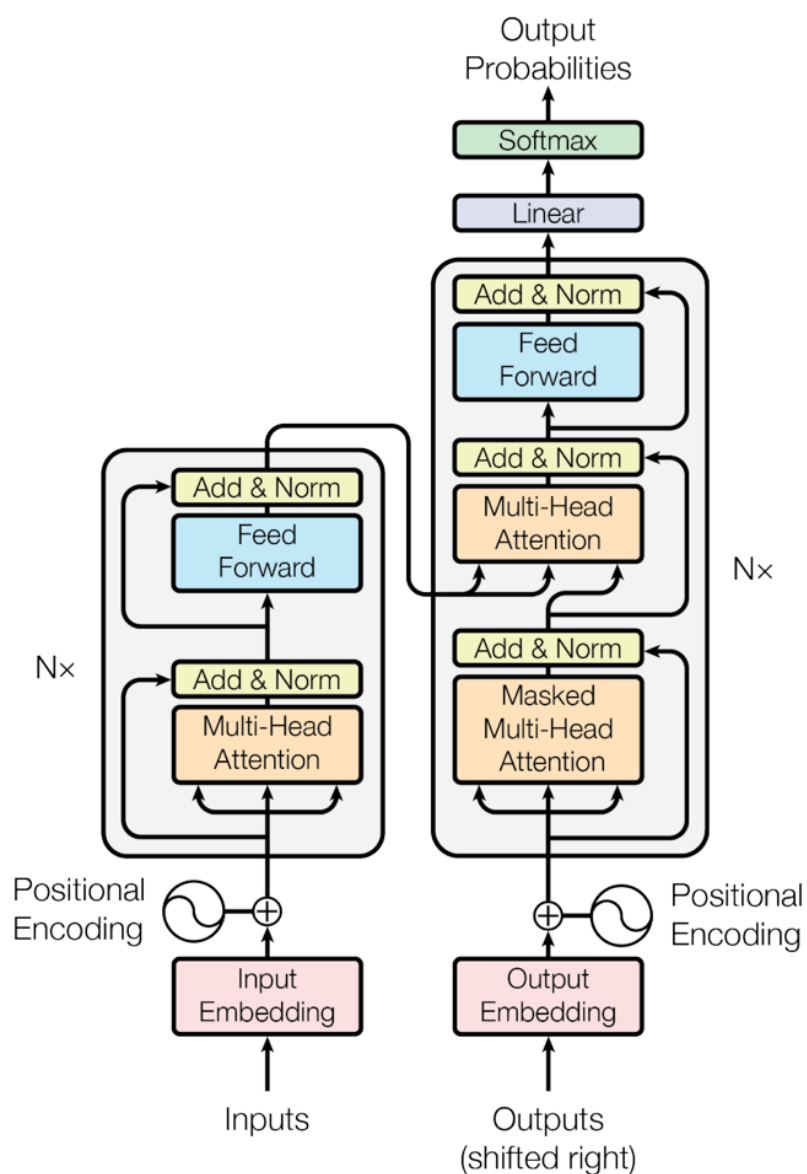 Output
Probabilities
Softmax
Linear
Add & Norm
Feed
Forward
Add & Norm
Multi-Head
Attention
Nx
Add & Norm
Masked
Multi-Head
Attention
Add & Norm
Feed
Forward
Nx
Add & Norm
Multi-Head
Attention
Positional
Encoding
Input
Embedding
Inputs
Positional
Encoding
Output
Embedding
Outputs
(shifted right)